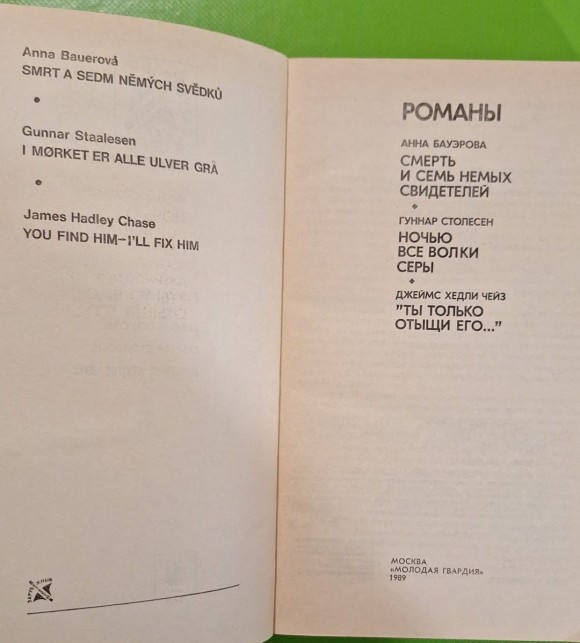 Anna Bauerová
SMRT A SEDM NĚMÝCH SVĚDKŮ
Gunnar Staalesen
I MØRKET ER ALLE ULVER GRÅ
James Hadley Chase
YOU FIND HIM—I'LL FIX HIM
РОМАНЫ
АННА БАУЭРОВА
СМЕРТЬ
И СЕМЬ НЕМЫХ
СВИДЕТЕЛЕЙ
ГУННАР СТОЛЕСЕН
НОЧЬЮ
ВСЕ ВОЛКИ
СЕРЫ
ДЖЕЙМС ХЕДЛИ ЧЕЙЗ
"ТЫ ТОЛЬКО
ОТЫЩИ ЕГО..."
МОСКВА
«МОЛОДАЯ ГВАРДИЯ»
1989